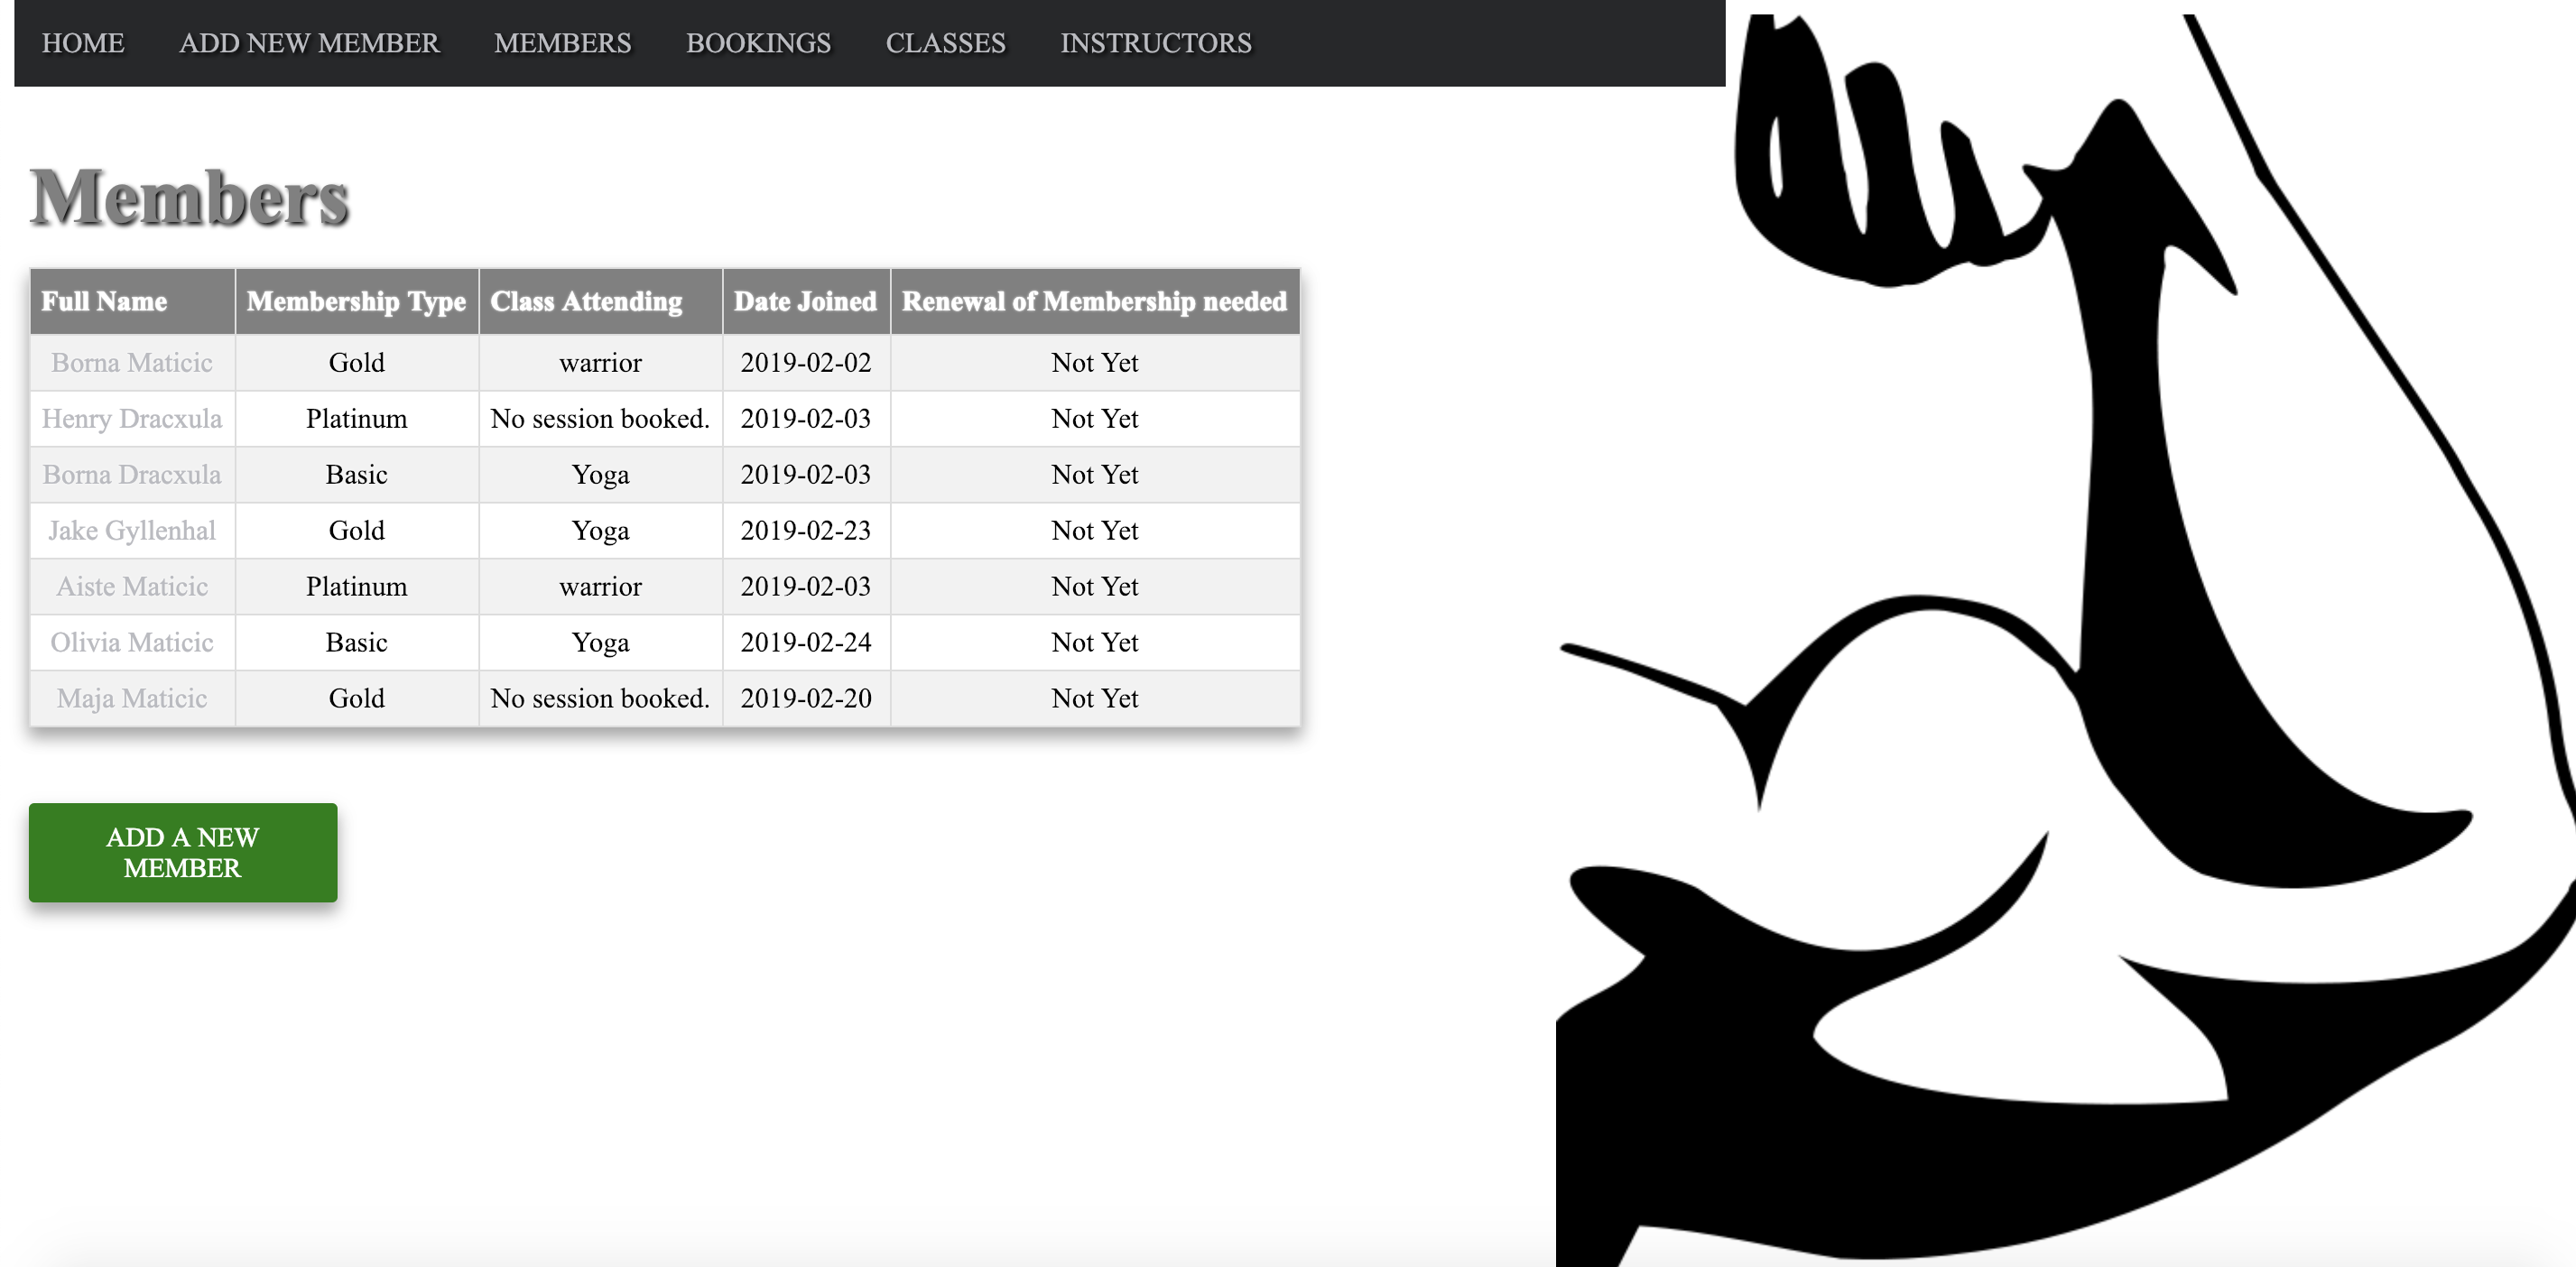 HOME ADD NEW MEMBER MEMBERS BOOKINGS CLASSES INSTRUCTORS
Members
Full Name Membership Type Class Attending Date Joined Renewal of Membership needed
Borna Maticic Gold warrior 2019-02-02 Not Yet
Henry Dracxula Platinum No session booked. 2019-02-03 Not Yet
Borna Dracxula Basic Yoga 2019-02-03 Not Yet
Jake Gyllenhal Gold Yoga 2019-02-23 Not Yet
Aiste Maticic Platinum warrior 2019-02-03 Not Yet
Olivia Maticic Basic Yoga 2019-02-24 Not Yet
Maja Maticic Gold No session booked. 2019-02-20 Not Yet
ADD A NEW
MEMBER